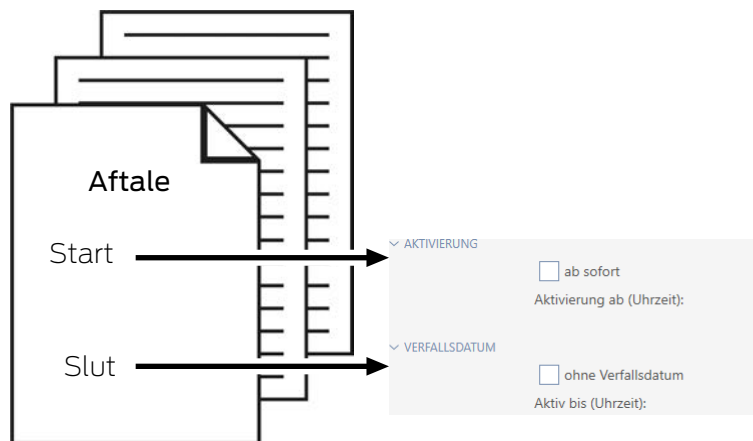 Aftale
Start
Slut
AKTIVIERUNG
ab sofort
Aktivierung ab (Uhrzeit):
VERFALLSDATUM
ohne Verfallsdatum
Aktiv bis (Uhrzeit):